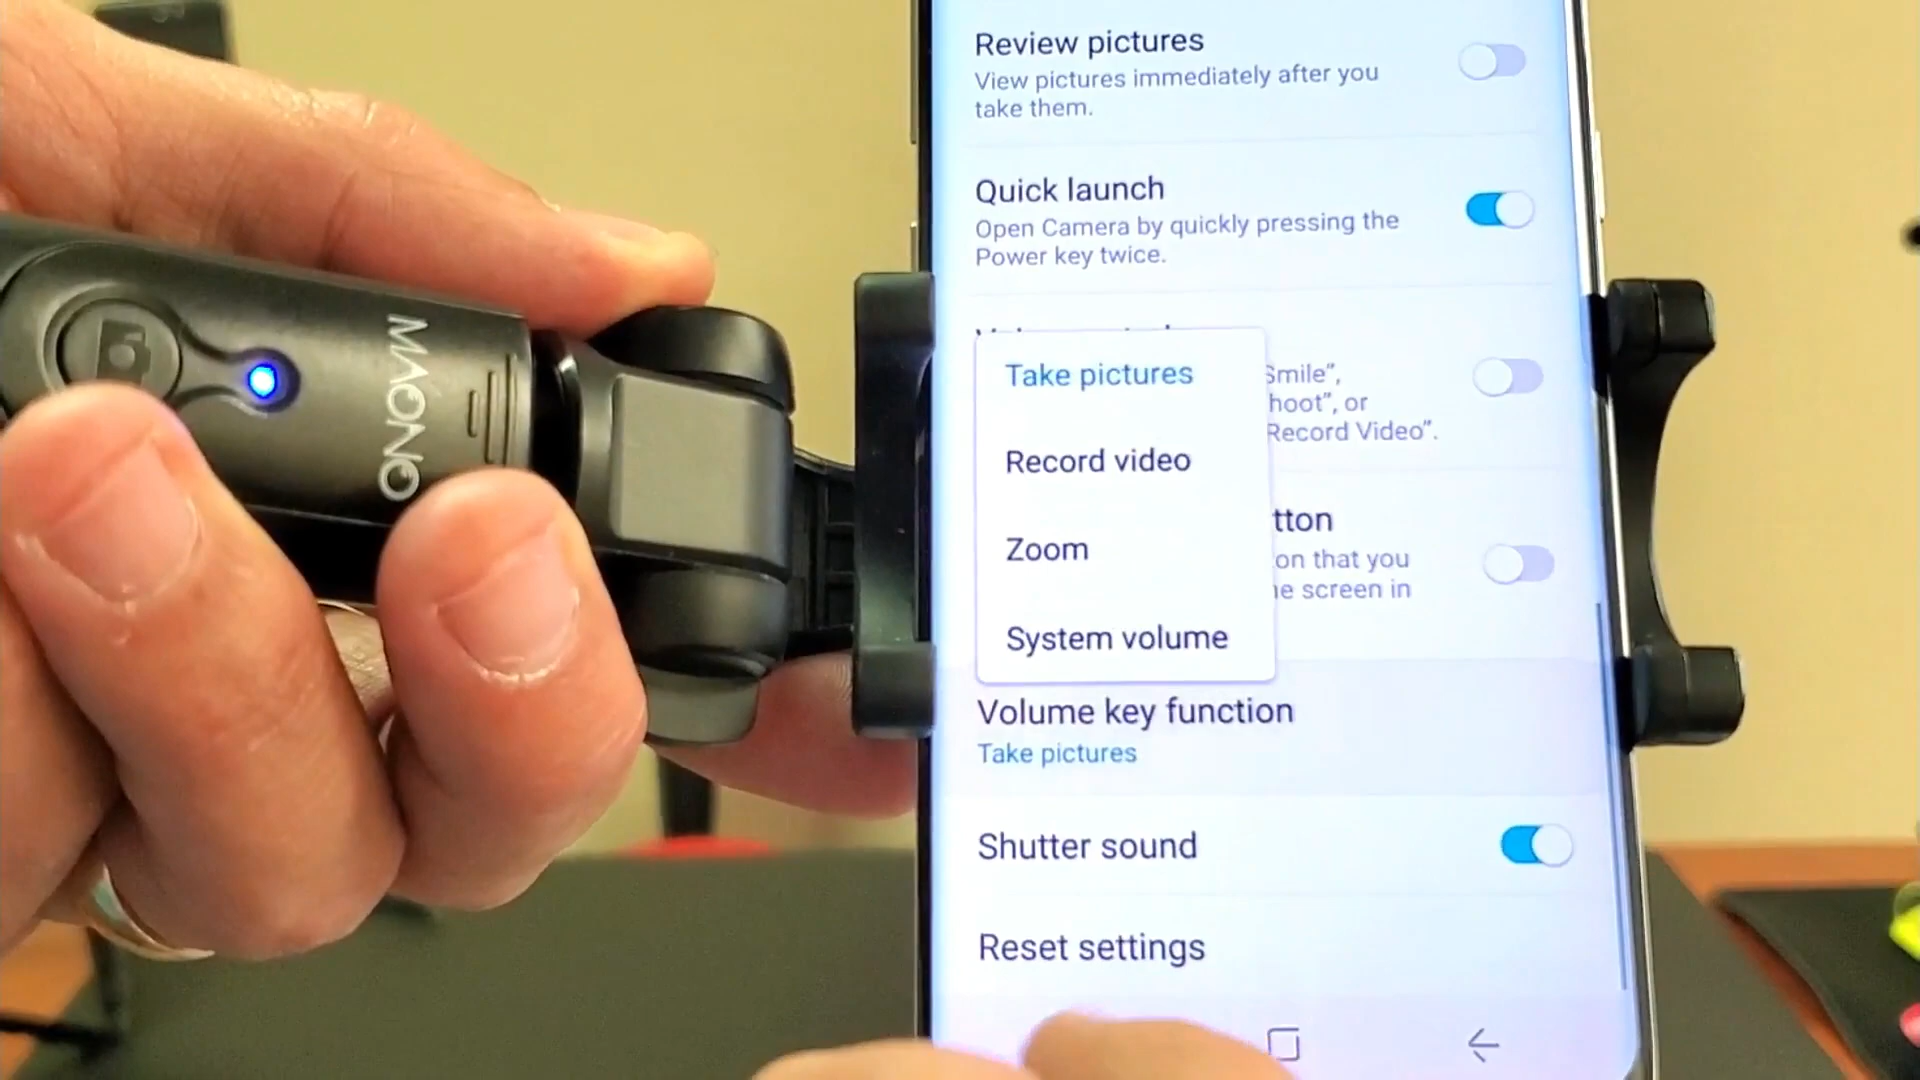 Review pictures
View pictures immediately after you
take them.
Quick launch
Open Camera by quickly pressing the
Power key twice.
MAONO
Take pictures
Smile",
hoot", or
Record Video".
Record video
tton
Zoom
on that you
e screen in
System volume
Volume key function
Take pictures
Shutter sound
Reset settings